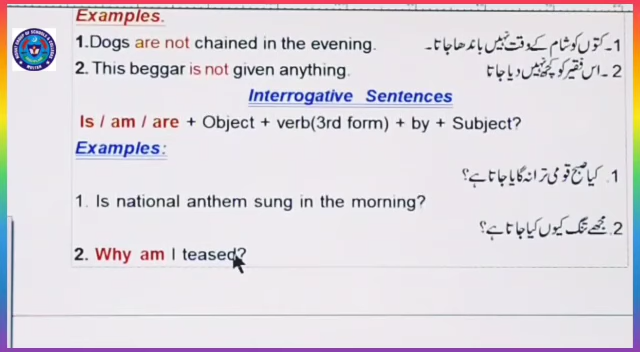 Examples.
1.Dogs are not chained in the evening. 1۔کتوں کو شام کے وقت نہیں باندھا جاتا۔
2. This beggar is not given anything. 2۔اس فقیر کو کچھ نہیں دیا جاتا
Interrogative Sentences
Is / am / are + Object + verb(3rd form) + by + Subject?
Examples:
1. کیا صبح قومی ترانہ گایا جاتا ہے؟
1. Is national anthem sung in the morning?
2. مجھے تنگ کیوں کیا جاتا ہے؟
2. Why am I teased?